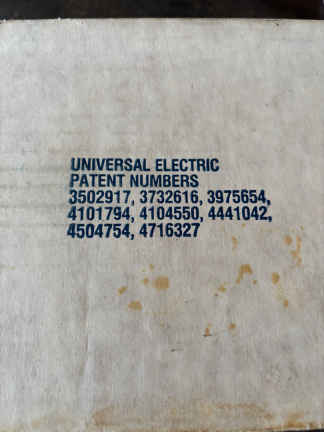 UNIVERSAL ELECTRIC
PATENT NUMBERS
3502917, 3732616, 3975654,
4101794, 4104550, 4441042,
4504754, 4716327